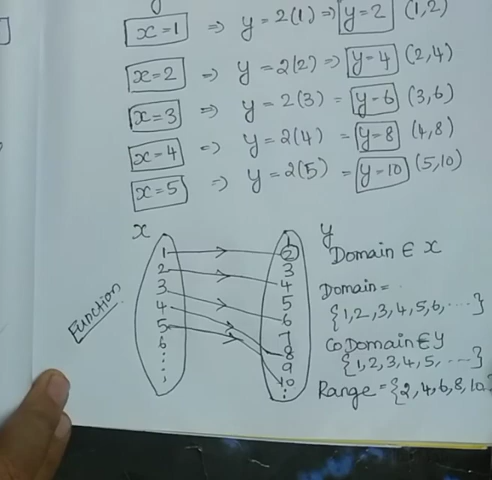 x=1 ⇒ y=2(1) ⇒ y=2 (1,2)
x=2 ⇒ y=2(2) ⇒ y=4 (2,4)
x=3 ⇒ y=2(3) = y=6 (3,6)
x=4 ⇒ y=2(4) = y=8 (4,8)
x=5 ⇒ y=2(5) = y=10 (5,10)
x
y
1
2
3
4
5
6
1
2
3
4
5
6
7
8
9
10
Function
Domain ∈ x
Domain =
{1,2,3,4,5,6,...}
CoDomain ∈ y
{1,2,3,4,5,....}
Range = {2,4,6,8,10